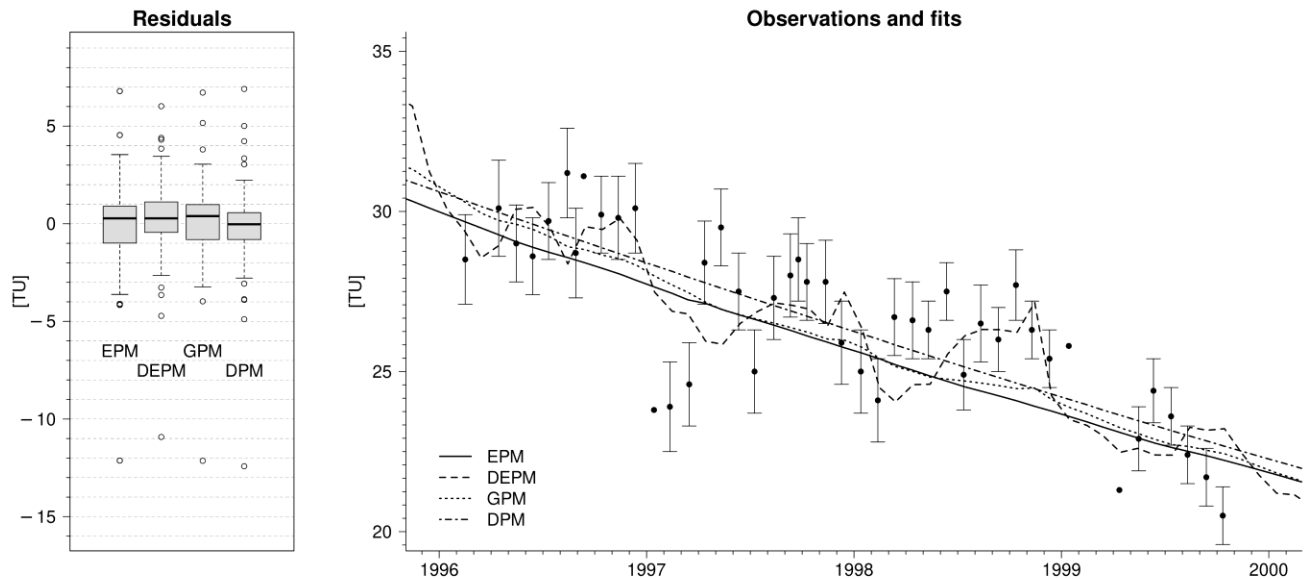 Residuals
[TU]
5
0
−5
−10
−15
EPM
DEPM
GPM
DPM
Observations and fits
[TU]
35
30
25
20
EPM
DEPM
GPM
DPM
1996
1997
1998
1999
2000